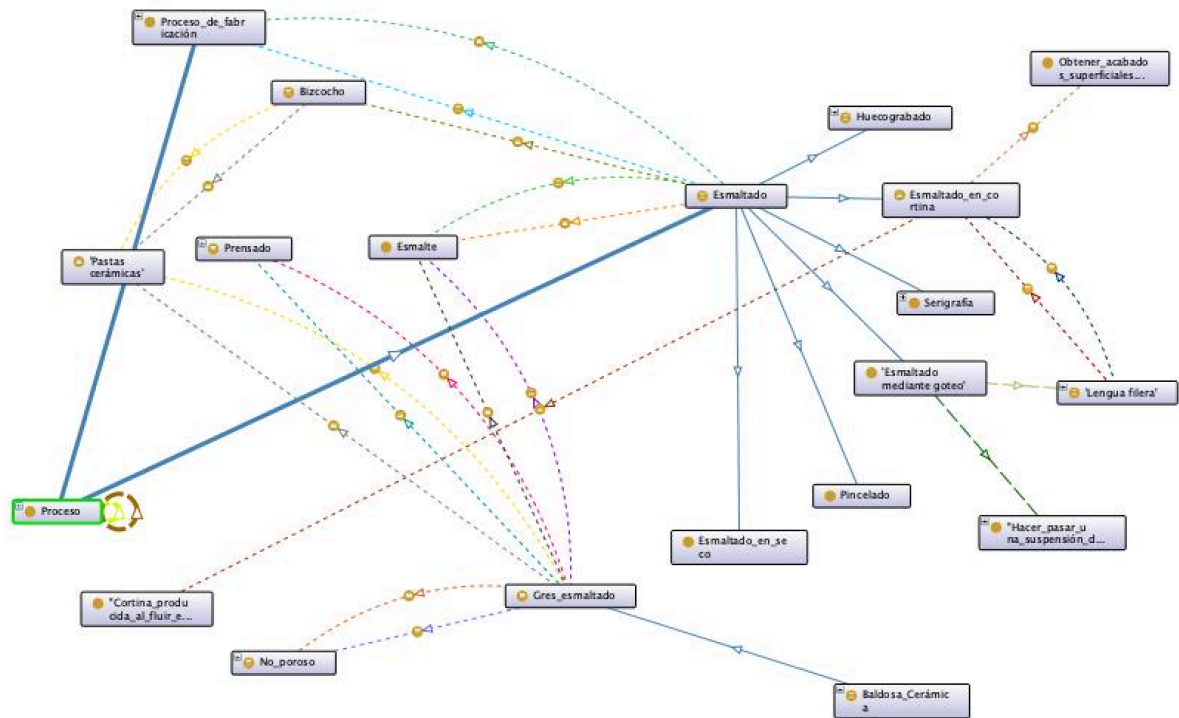 Proceso_de_fabr
icación
Obtener_acabado
s_superficiales...
Bizcocho
Huecograbado
Esmaltado
Esmaltado_en_co
rtina
Prensado
Esmalte
'Pastas
cerámicas'
Serigrafía
'Esmaltado
mediante goteo'
'Lengua filera'
Proceso
Pincelado
"Hacer_pasar_u
na_suspensión_d...
Esmaltado_en_se
co
"Cortina_produ
cida_al_fluir_e...
Gres_esmaltado
No_poroso
Baldosa_Cerámic
a